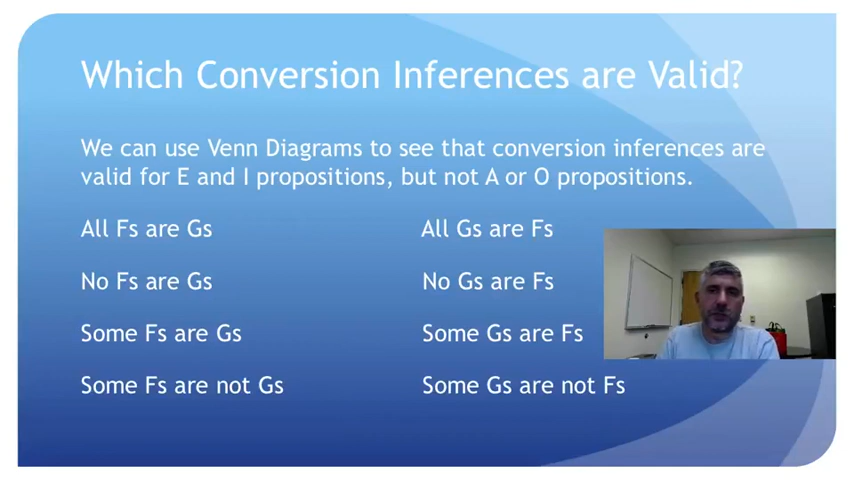 Which Conversion Inferences are Valid?
We can use Venn Diagrams to see that conversion inferences are
valid for E and I propositions, but not A or O propositions.
All Fs are Gs All Gs are Fs
No Fs are Gs No Gs are Fs
Some Fs are Gs Some Gs are Fs
Some Fs are not Gs Some Gs are not Fs